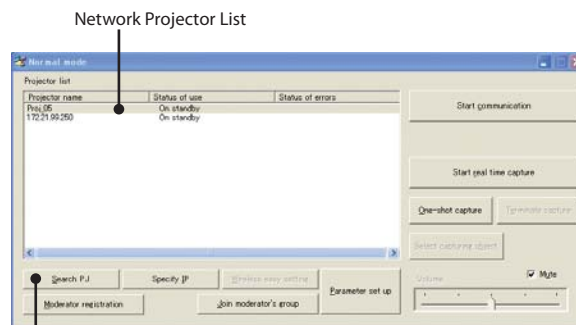 Network Projector List
Normal mode
Projector list
Projector name Status of use Status of errors
Proj_05 On standby
172.21.99.250 On standby
Start communication
Start real time capture
One-shot capture Terminate capture
Select capturing object
Search PJ Specify IP Wireless easy setting Parameter set up
Volume Mute
Moderator registration Join moderator's group